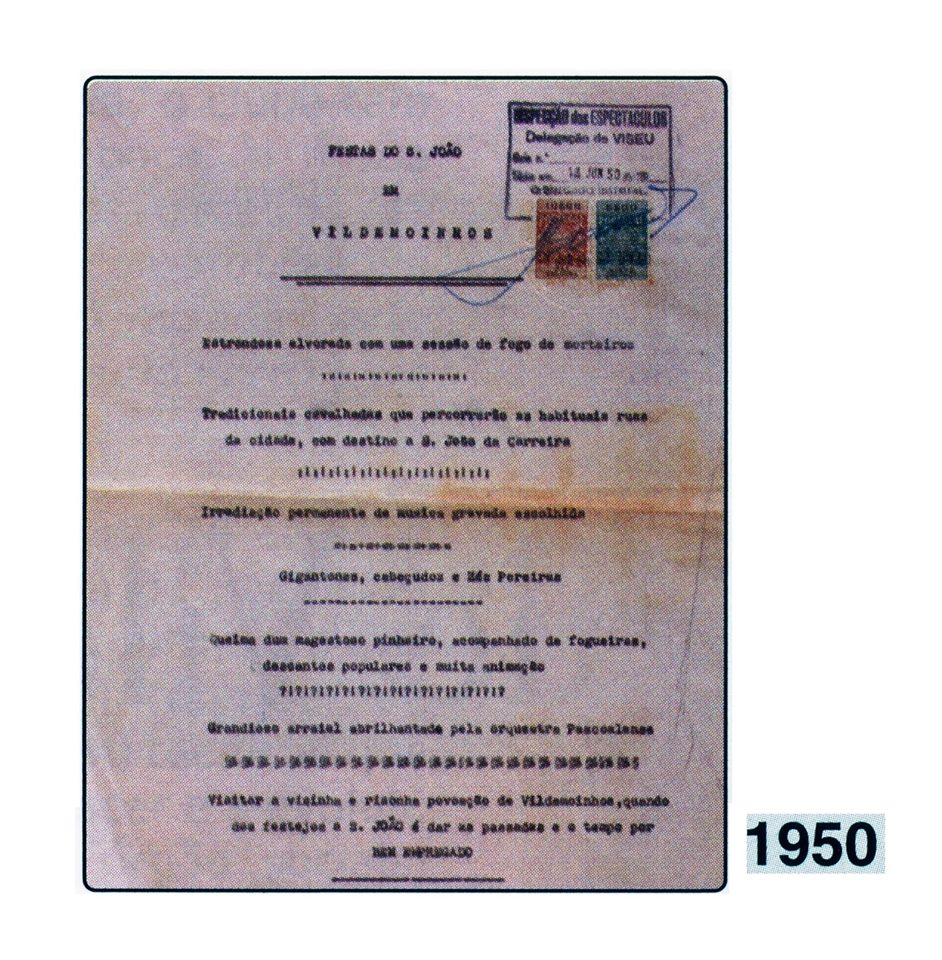 INSPECÇÃO dos ESPECTACULOS
Delegação de VISEU
14 JUN 50
FESTAS DO S. JOÃO
EM
VILDEMOINHOS
Estrondosa alvorada com uma sessão de fogo de morteiros
Tradicionais cavalhadas que percorrerão as habituais ruas
da cidade, com destino a S. João da Carreira
Irradiação permanente de musica gravada escolhida
Gigantones, cabeçudos e Zés Pereiras
Queima dum magestoso pinheiro, acompanhado de fogueiras,
descantes populares e muita animação
?!?!?!?!?!?!?!?!?!?!?!?!?!?!?
Grandioso arraial abrilhantado pela orquestra Pascoalense
Visitar a visinha e risonha povoação de Vildemoinhos,quando
dos festejos a S. JOÃO é dar as passadas e o tempo por
BEM EMPREGADO
1950